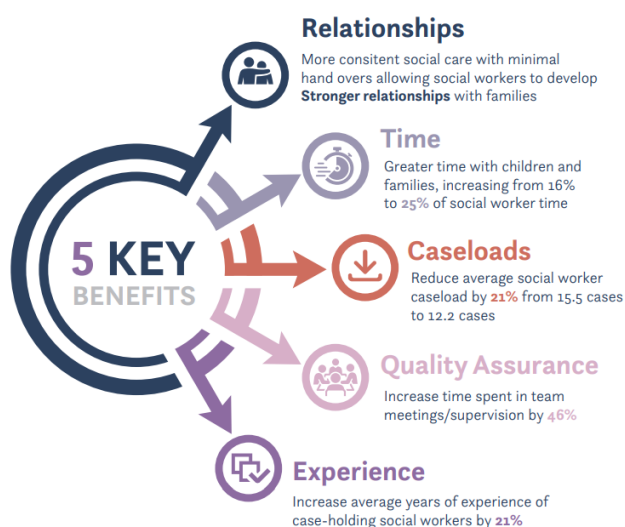 5 KEY
BENEFITS
Relationships
More consitent social care with minimal
hand overs allowing social workers to develop
Stronger relationships with families
Time
Greater time with children and
families, increasing from 16%
to 25% of social worker time
Caseloads
Reduce average social worker
caseload by 21% from 15.5 cases
to 12.2 cases
Quality Assurance
Increase time spent in team
meetings/supervision by 46%
Experience
Increase average years of experience of
case-holding social workers by 21%